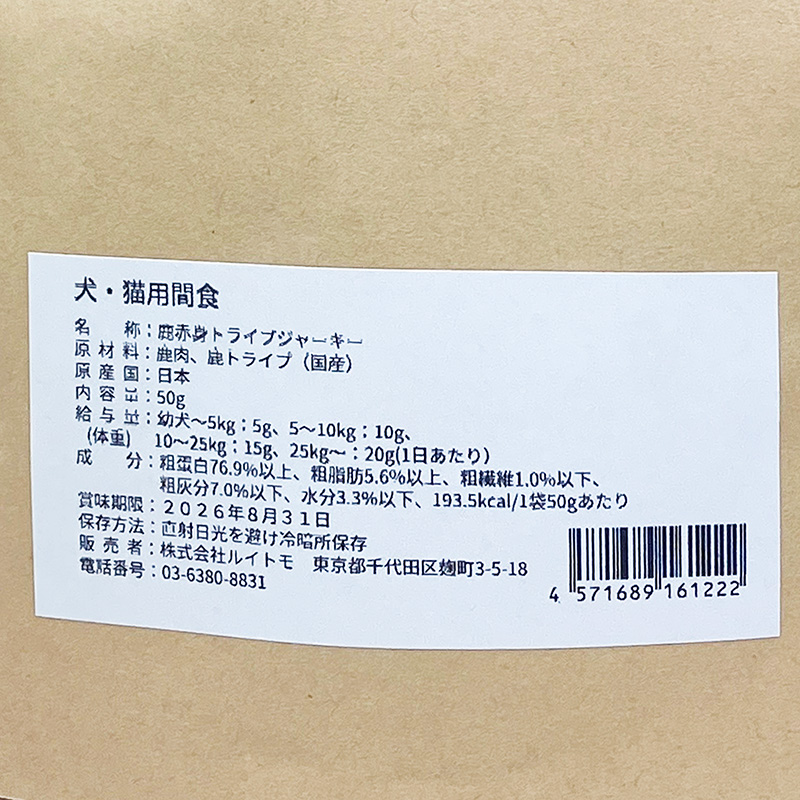 犬・猫用間食
名　　称：鹿赤身トライブジャーキー
原 材 料：鹿肉、鹿トライプ（国産）
原 産 国：日本
内 容 量：50g
給 与 量：幼犬～5kg；5g、5～10kg；10g、
(体重)　10～25kg；15g、25kg～：20g(1日あたり)
成　　分：粗蛋白76.9%以上、粗脂肪5.6%以上、粗繊維1.0%以下、
粗灰分7.0%以下、水分3.3%以下、193.5kcal/1袋50gあたり
賞味期限：２０２６年８月３１日
保存方法：直射日光を避け冷暗所保存
販 売 者：株式会社ルイトモ　東京都千代田区麹町3-5-18
電話番号：03-6380-8831
4 571689 161222